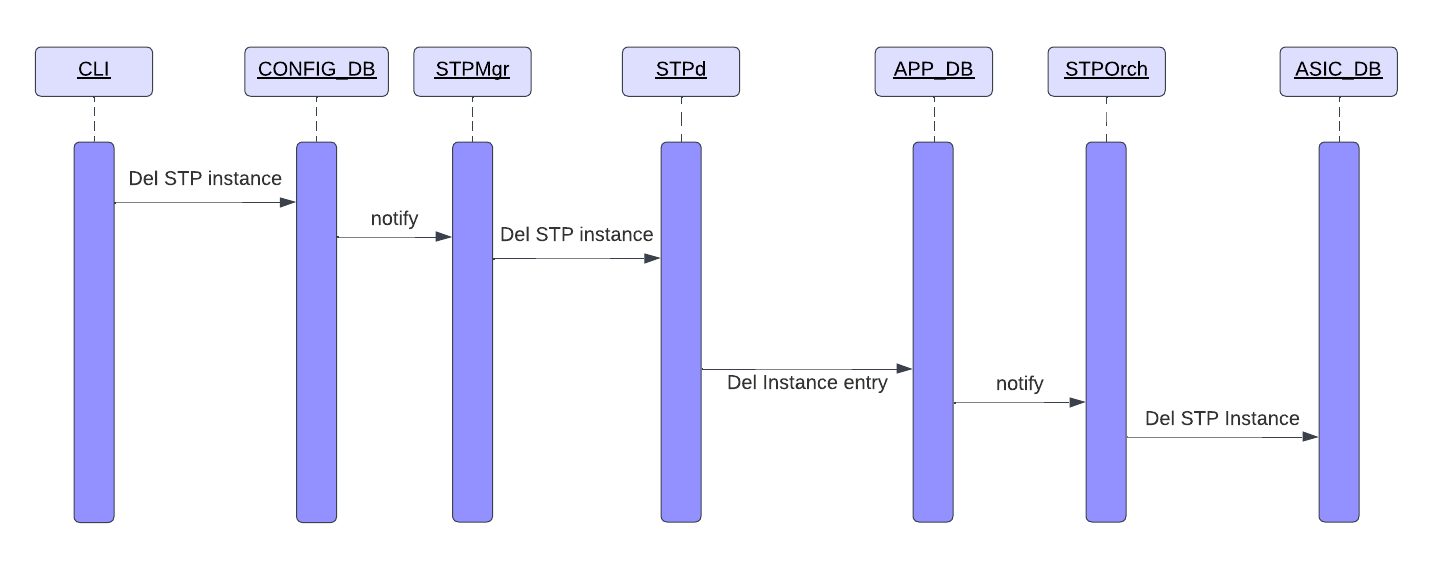 CLI
CONFIG_DB
STPMgr
STPd
APP_DB
STPOrch
ASIC_DB
Del STP instance
notify
Del STP instance
Del Instance entry
notify
Del STP Instance